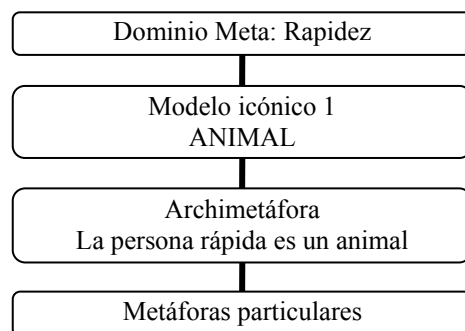 Dominio Meta: Rapidez
Modelo icónico 1
ANIMAL
Archimetáfora
La persona rápida es un animal
Metáforas particulares